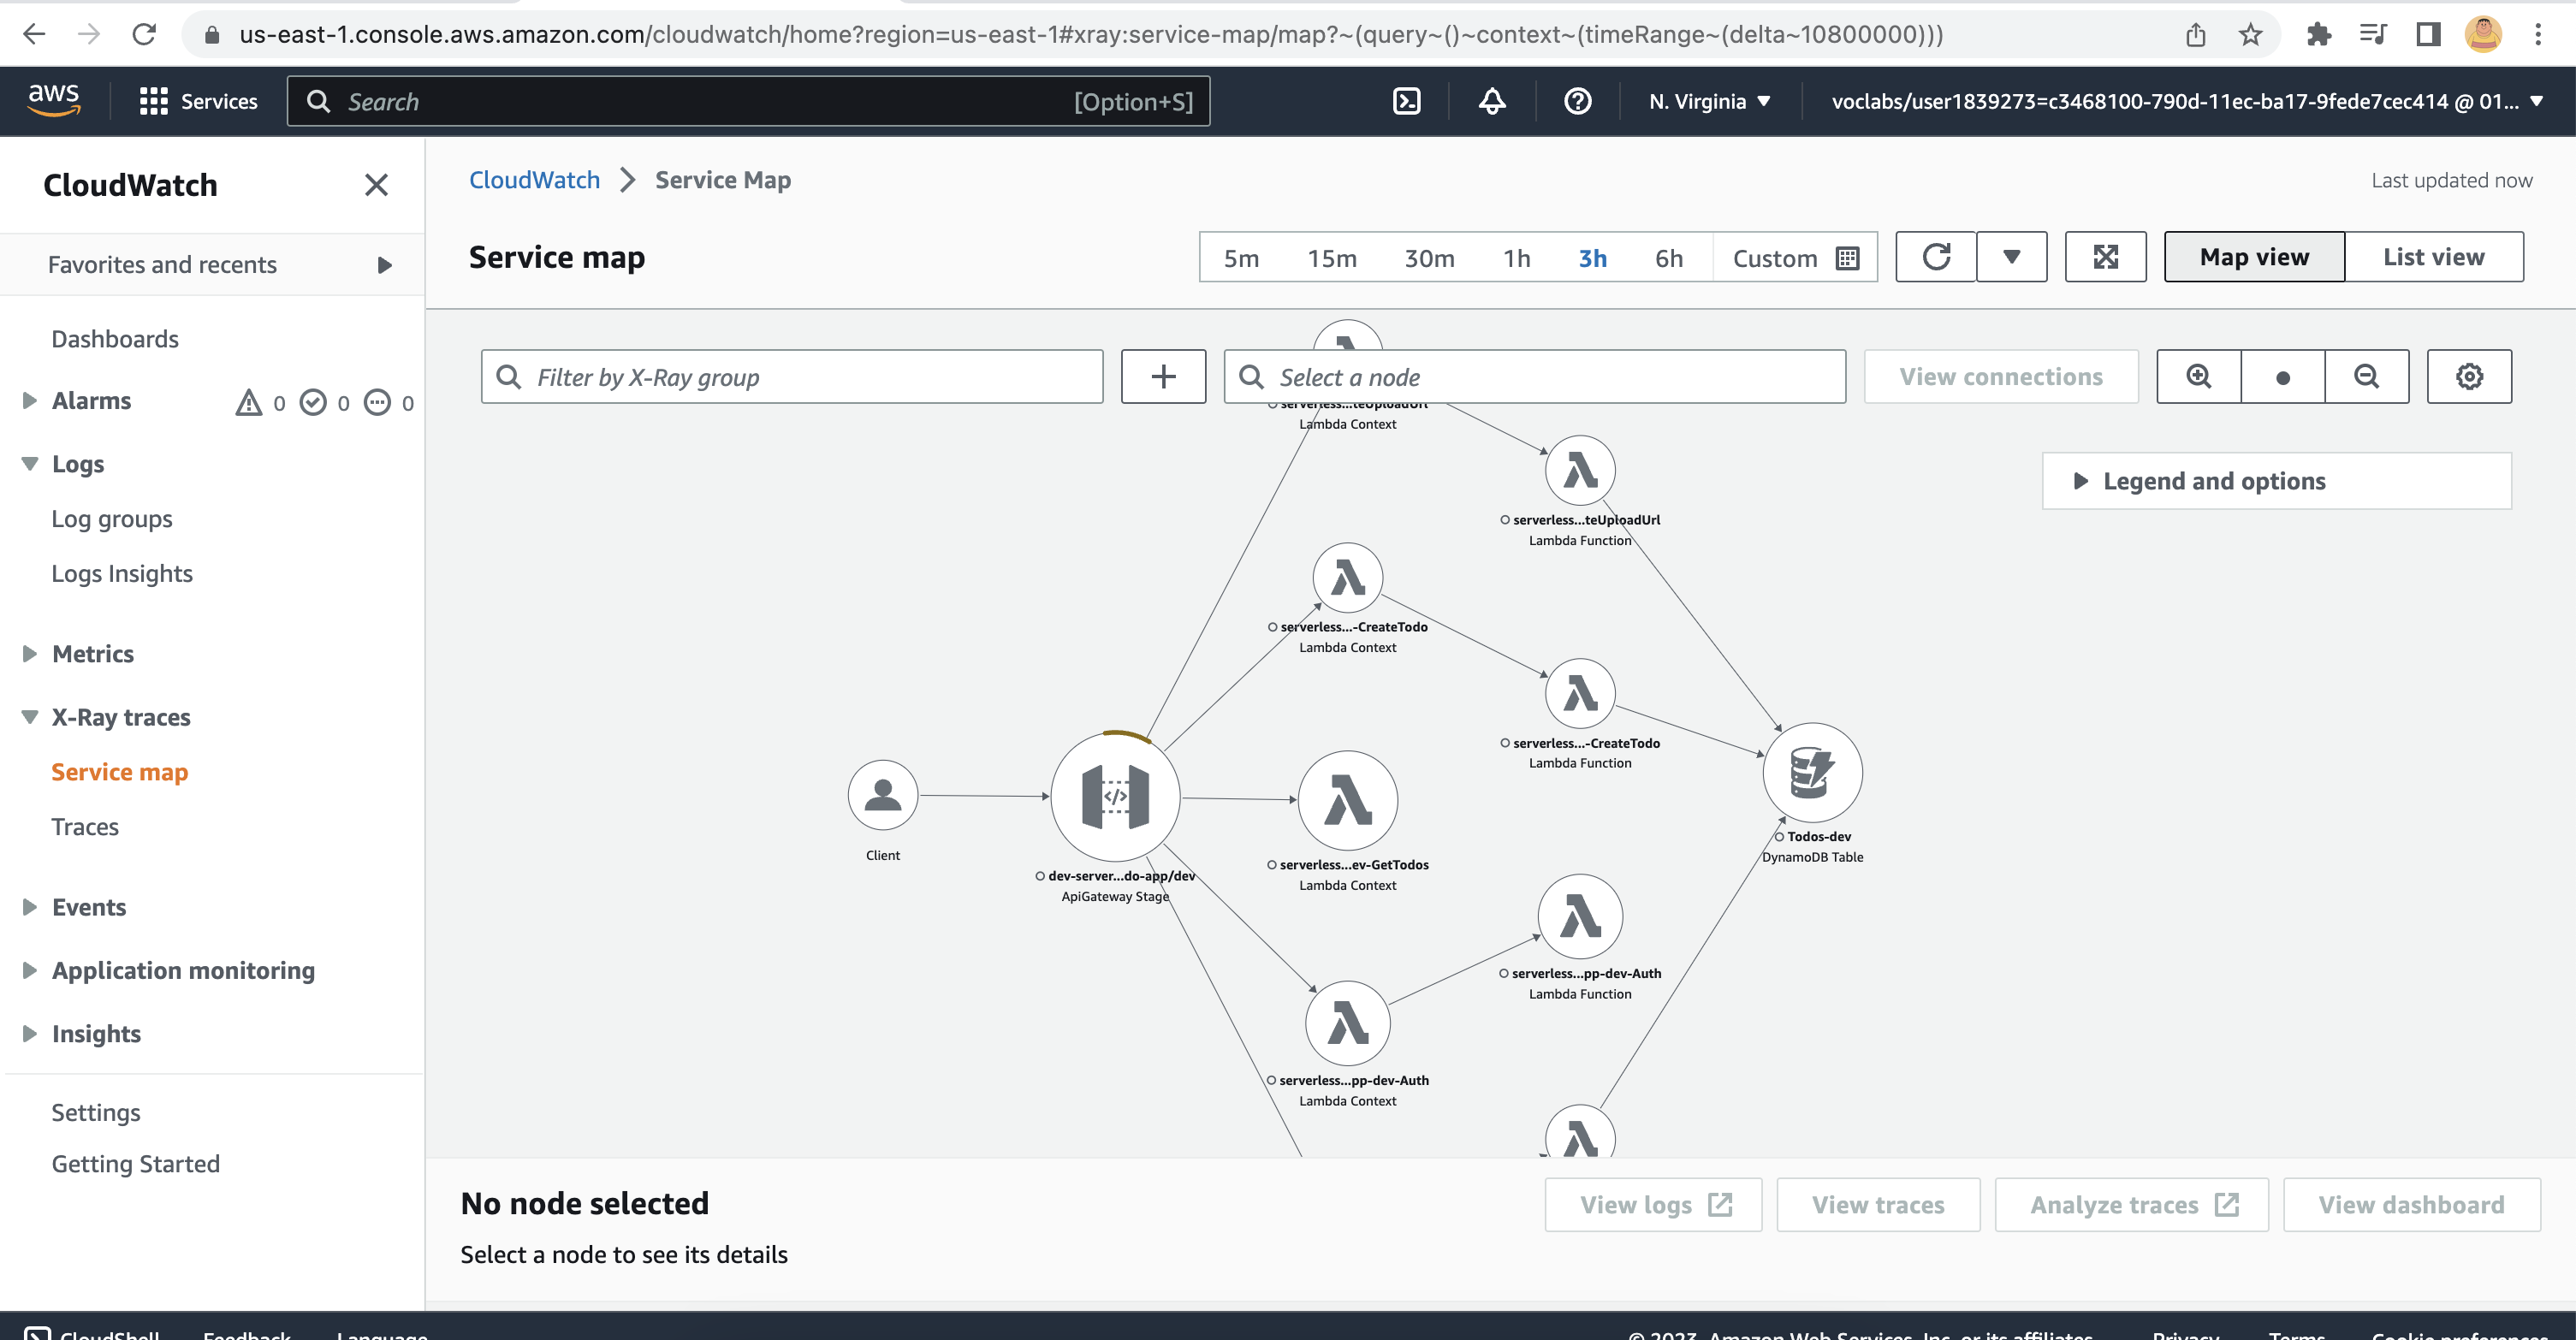 us-east-1.console.aws.amazon.com/cloudwatch/home?region=us-east-1#xray:service-map/map?~(query~()~context~(timeRange~(delta~10800000)))
aws
Services
Search
[Option+S]
N. Virginia
voclabs/user1839273=c3468100-790d-11ec-ba17-9fede7cec414 @ 01...
CloudWatch
Favorites and recents
Dashboards
Alarms
0
0
0
Logs
Log groups
Logs Insights
Metrics
X-Ray traces
Service map
Traces
Events
Application monitoring
Insights
Settings
Getting Started
CloudWatch
Service Map
Last updated now
Service map
5m
15m
30m
1h
3h
6h
Custom
Map view
List view
Filter by X-Ray group
Select a node
View connections
Legend and options
serverless...teUploadUrl
Lambda Context
serverless...teUploadUrl
Lambda Function
serverless...-CreateTodo
Lambda Context
serverless...-CreateTodo
Lambda Function
Client
dev-server...do-app/dev
ApiGateway Stage
serverless...ev-GetTodos
Lambda Context
Todos-dev
DynamoDB Table
serverless...pp-dev-Auth
Lambda Function
serverless...pp-dev-Auth
Lambda Context
No node selected
Select a node to see its details
View logs
View traces
Analyze traces
View dashboard
CloudShell
Feedback
Language
© 2023, Amazon Web Services, Inc. or its affiliates.
Privacy
Terms
Cookie preferences